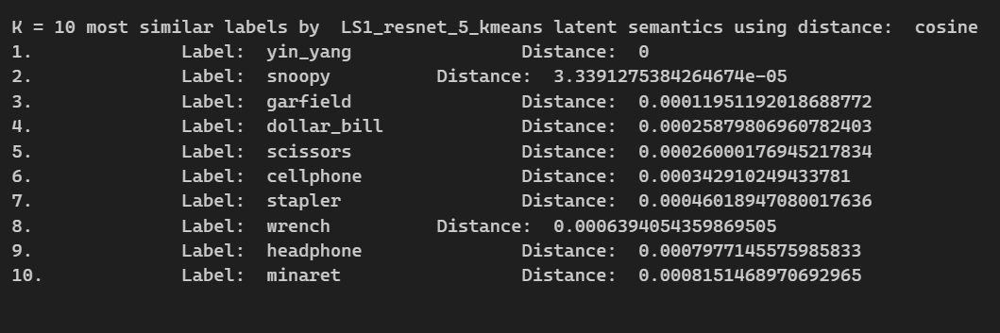 K = 10 most similar labels by  LS1_resnet_5_kmeans latent semantics using distance:  cosine
1.              Label:  yin_yang                Distance:  0
2.              Label:  snoopy          Distance:  3.3391275384264674e-05
3.              Label:  garfield                Distance:  0.00011951192018688772
4.              Label:  dollar_bill             Distance:  0.00025879806960782403
5.              Label:  scissors                Distance:  0.00026000176945217834
6.              Label:  cellphone               Distance:  0.000342910249433781
7.              Label:  stapler                 Distance:  0.00046018947080017636
8.              Label:  wrench          Distance:  0.0006394054359869505
9.              Label:  headphone               Distance:  0.0007977145575985833
10.             Label:  minaret                 Distance:  0.0008151468970692965